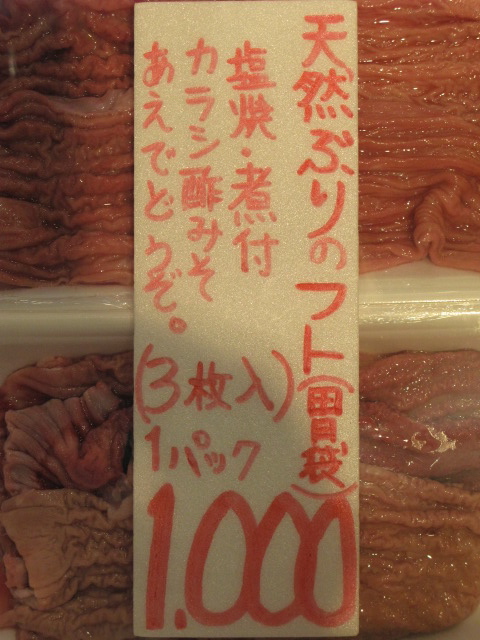 天然ぶりのフト(胃袋)
塩焼・煮付
カラシ酢みそ
あえでどうぞ。
(3枚入)
1パック
1.000